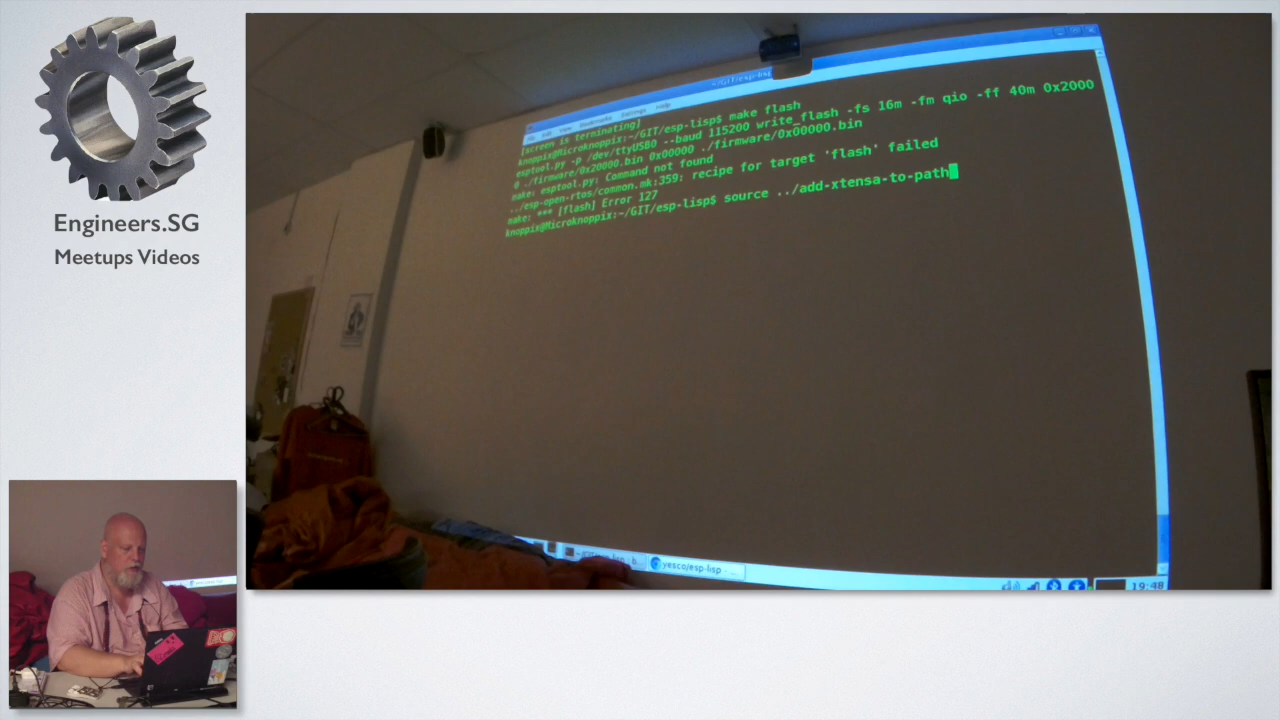 Engineers.SG
Meetups Videos
[screen is terminating]
knoppix@Microknoppix:~/GIT/esp-lisp$ make flash
esptool.py -p /dev/ttyUSB0 --baud 115200 write_flash -fs 16m -fm qio -ff 40m 0x2000
0 ./firmware/0x20000.bin 0x00000 ./firmware/0x00000.bin
make: esptool.py: Command not found
../esp-open-rtos/common.mk:359: recipe for target 'flash' failed
make: *** [flash] Error 127
knoppix@Microknoppix:~/GIT/esp-lisp$ source ../add-xtensa-to-path
yesco/esp-lisp - ...
19:48